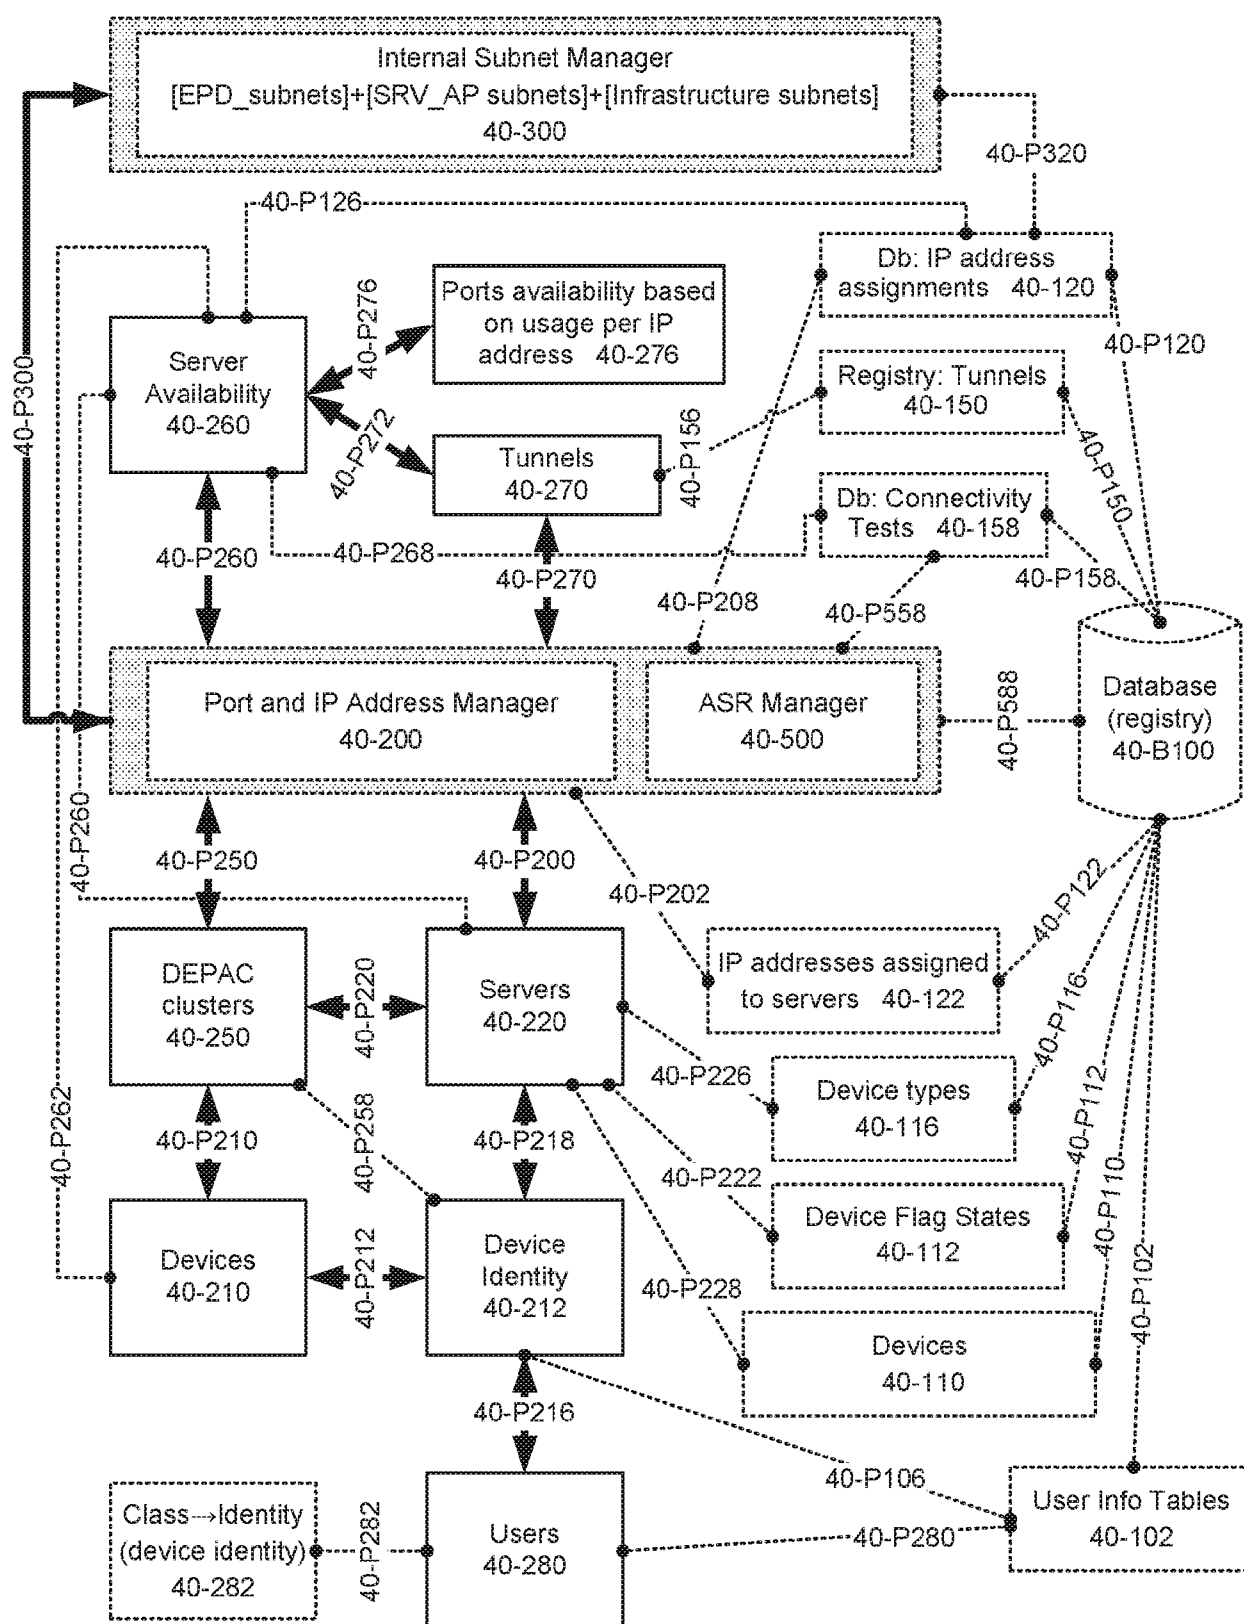 Internal Subnet Manager
[EPD_subnets]+[SRV_AP subnets]+[Infrastructure subnets]
40-300
40-P320
40-P126
40-P300
40-P276
Ports availability based
on usage per IP
address 40-276
Db: IP address
assignments 40-120
40-P120
Server
Availability
40-260
40-P272
Tunnels
40-270
40-P156
Registry: Tunnels
40-150
40-P150
Db: Connectivity
Tests 40-158
40-P158
40-P260
40-P268
40-P270
40-P208
40-P558
Port and IP Address Manager
40-200
ASR Manager
40-500
40-P588
Database
(registry)
40-B100
40-P260
40-P250
40-P200
40-P202
40-P122
DEPAC
clusters
40-250
40-P220
Servers
40-220
IP addresses assigned
to servers 40-122
40-P116
40-P226
Device types
40-116
40-P112
40-P262
40-P210
40-P258
40-P218
40-P222
Device Flag States
40-112
40-P110
40-P102
Devices
40-210
40-P212
Device
Identity
40-212
40-P228
Devices
40-110
40-P216
40-P106
Class→Identity
(device identity)
40-282
40-P282
Users
40-280
40-P280
User Info Tables
40-102